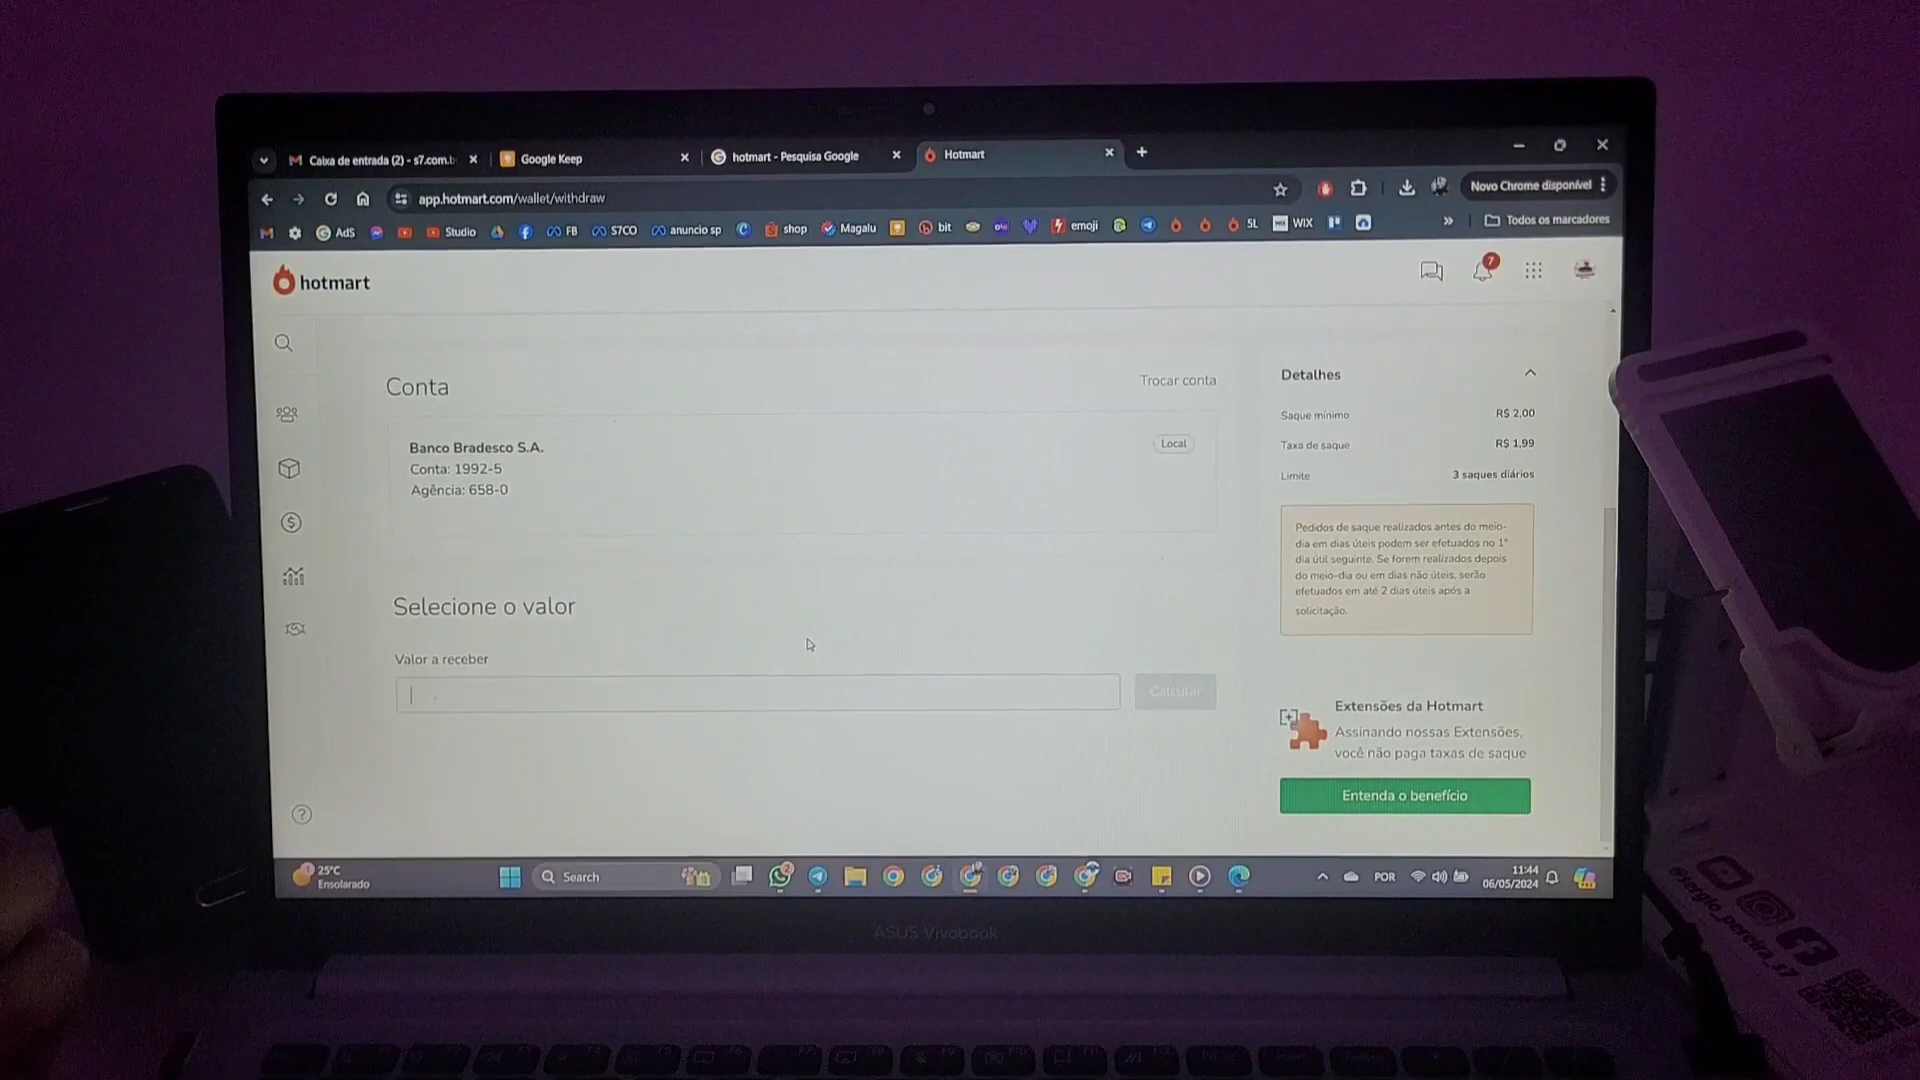 Caixa de entrada (2) - s7.com.b
Google Keep
hotmart - Pesquisa Google
Hotmart
app.hotmart.com/wallet/withdraw
Novo Chrome disponível
AdS
Studio
FB
S7CO
anuncio sp
shop
Magalu
bit
emoji
SL
WIX
Todos os marcadores
hotmart
7
Conta
Trocar conta
Banco Bradesco S.A.
Local
Conta: 1992-5
Agência: 658-0
Selecione o valor
Valor a receber
Calcular
Detalhes
Saque mínimo
R$ 2,00
Taxa de saque
R$ 1,99
Limite
3 saques diários
Pedidos de saque realizados antes do meio-
dia em dias úteis podem ser efetuados no 1°
dia útil seguinte. Se forem realizados depois
do meio-dia ou em dias não úteis, serão
efetuados em até 2 dias úteis após a
solicitação.
Extensões da Hotmart
Assinando nossas Extensões,
você não paga taxas de saque
Entenda o benefício
25°C
Ensolarado
Search
POR
11:44
06/05/2024
ASUS Vivobook
@sergio_pereira_s7